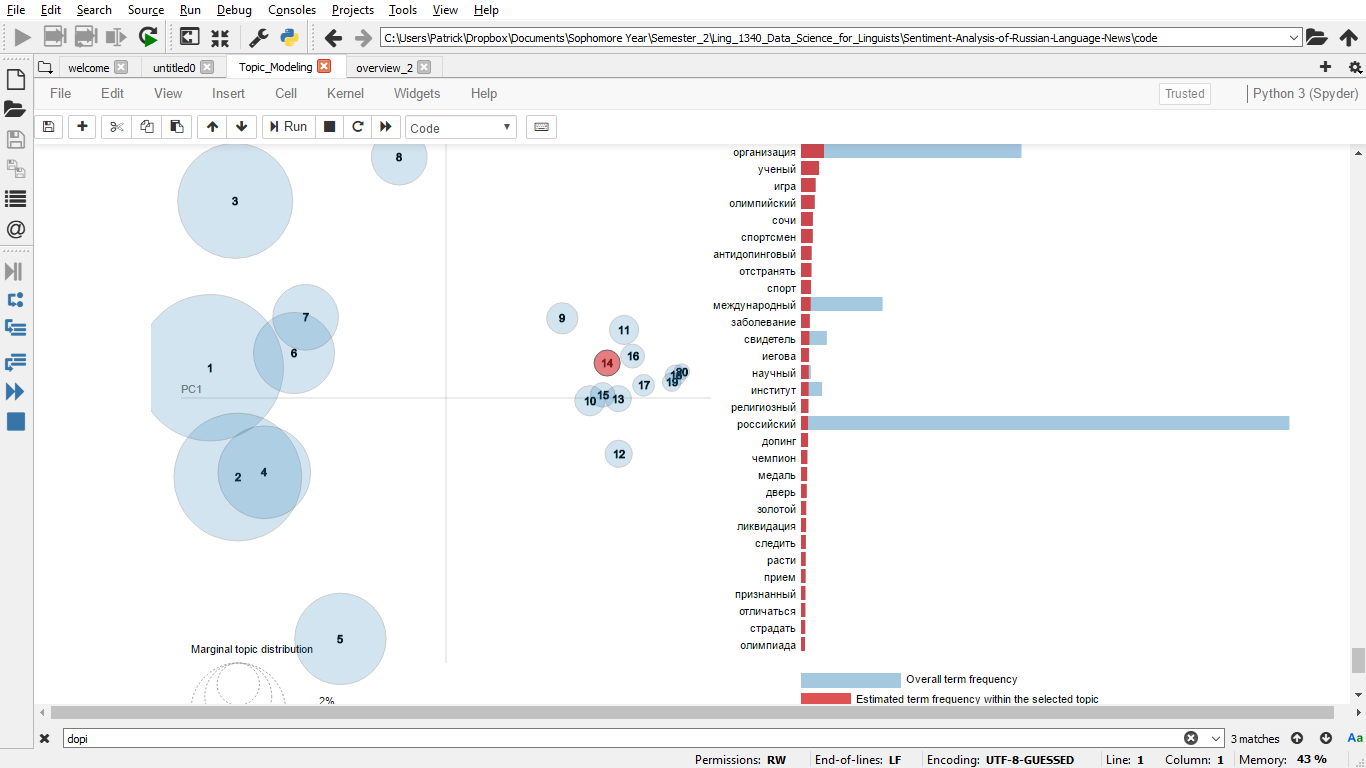 File Edit Search Source Run Debug Consoles Projects Tools View Help
C:\Users\Patrick\Dropbox\Documents\Sophomore Year\Semester_2\Ling_1340_Data_Science_for_Linguists\Sentiment-Analysis-of-Russian-Language-News\code
welcome untitled0 Topic_Modeling overview_2
File Edit View Insert Cell Kernel Widgets Help Trusted Python 3 (Spyder)
Run Code
8
3
7
9
11
6
16
14
1
20
18
19
17
PC1
15
10
13
12
4
2
5
Marginal topic distribution
2%
организация
ученый
игра
олимпийский
сочи
спортсмен
антидопинговый
отстранять
спорт
международный
заболевание
свидетель
иегова
научный
институт
религиозный
российский
допинг
чемпион
медаль
дверь
золотой
ликвидация
следить
расти
прием
признанный
отличаться
страдать
олимпиада
Overall term frequency
Estimated term frequency within the selected topic
dopi 3 matches Aa
Permissions: RW End-of-lines: LF Encoding: UTF-8-GUESSED Line: 1 Column: 1 Memory: 43 %